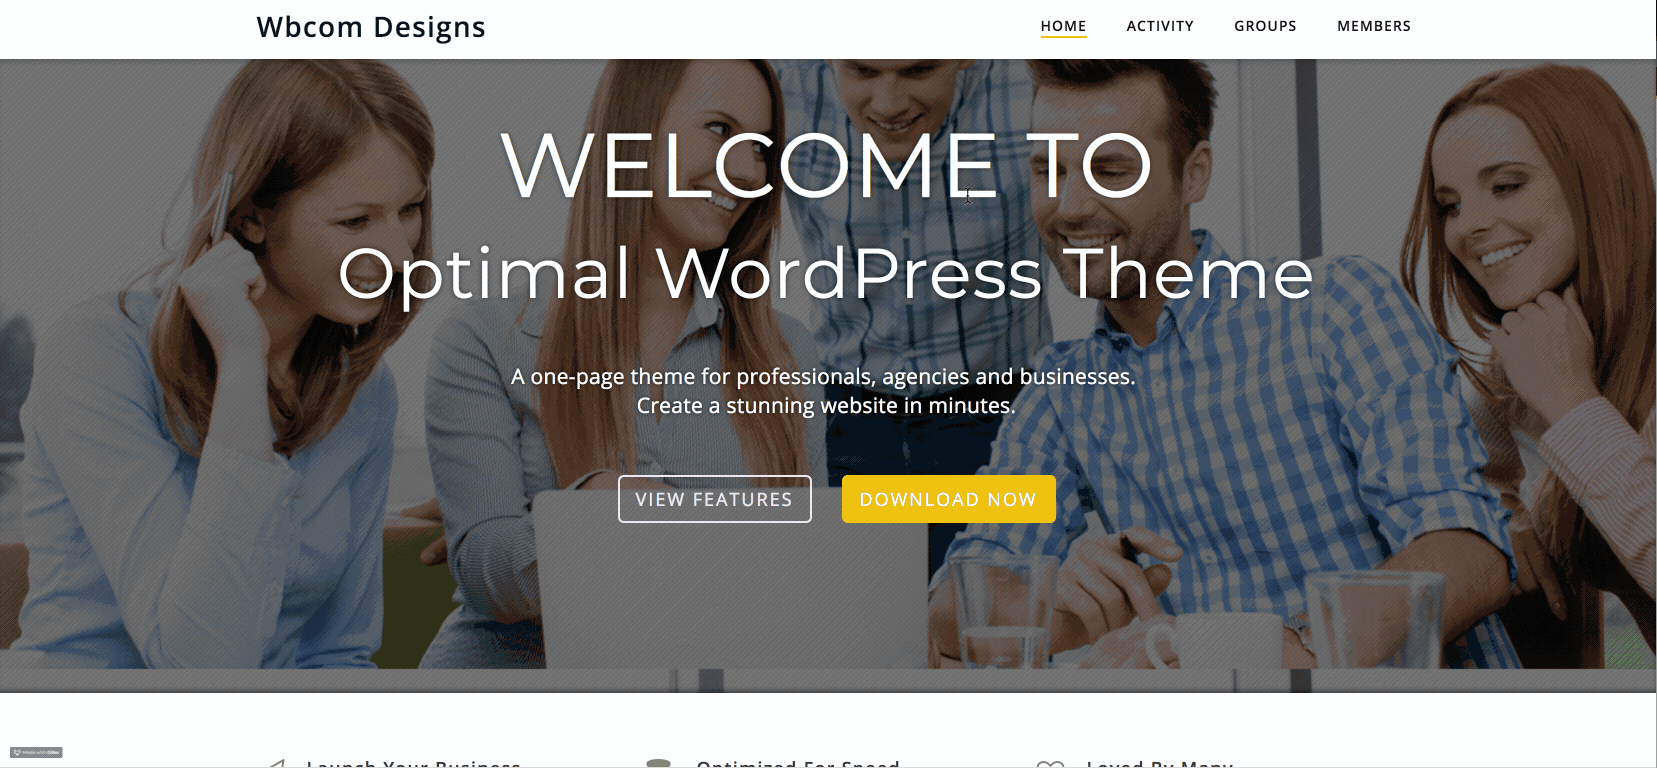 Wbcom Designs
HOME ACTIVITY GROUPS MEMBERS
WELCOME TO
Optimal WordPress Theme
A one-page theme for professionals, agencies and businesses.
Create a stunning website in minutes.
VIEW FEATURES DOWNLOAD NOW
Launch Your Business Optimized For Speed Loved By Many